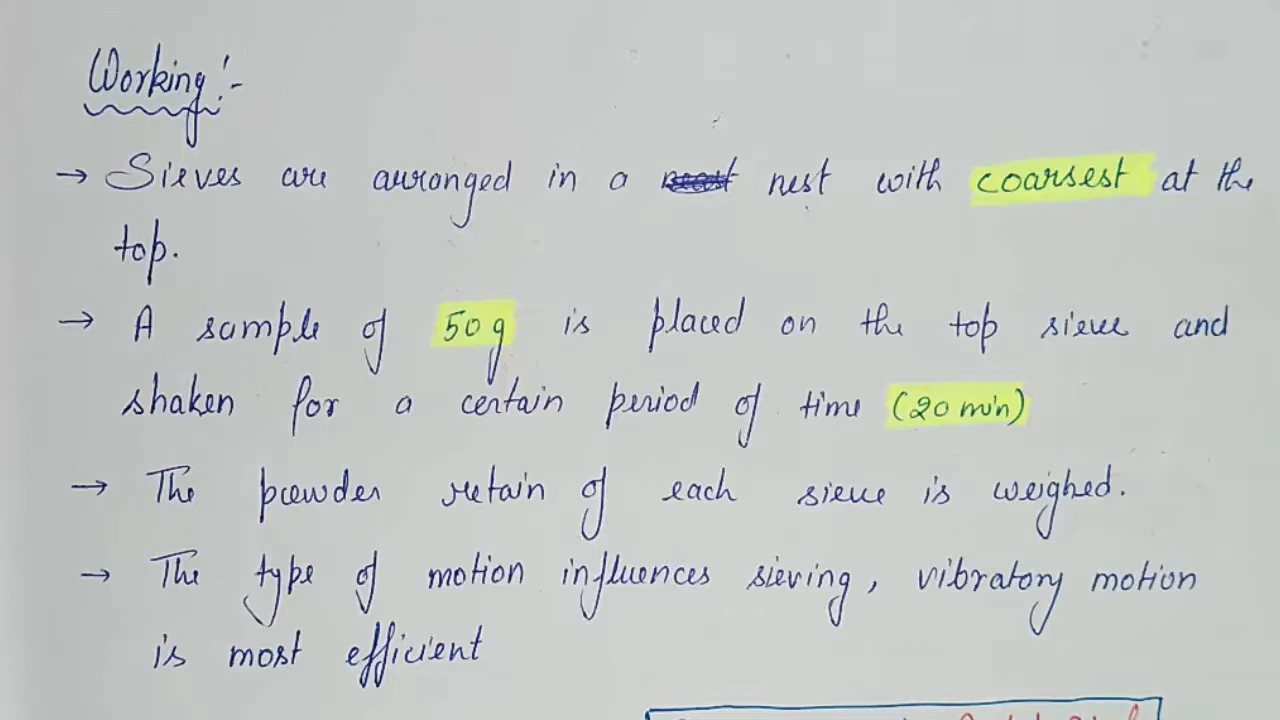 Working:-
→ Sieves are arranged in a nest with coarsest at the
top.
→ A sample of 50g is placed on the top sieve and
shaken for a certain period of time (20 min)
→ The powder retain of each sieve is weighed.
→ The type of motion influences sieving, vibratory motion
is most efficient